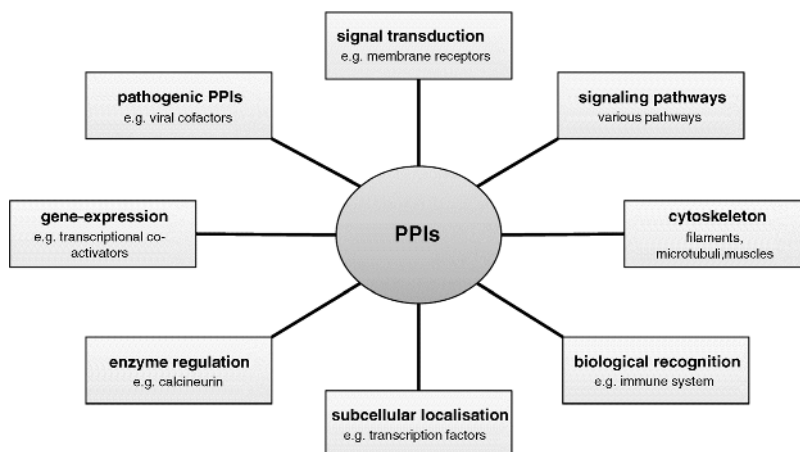 signal transduction
e.g. membrane receptors
pathogenic PPIs
e.g. viral cofactors
signaling pathways
various pathways
gene-expression
e.g. transcriptional co-
activators
PPIs
cytoskeleton
filaments,
microtubuli,muscles
enzyme regulation
e.g. calcineurin
biological recognition
e.g. immune system
subcellular localisation
e.g. transcription factors